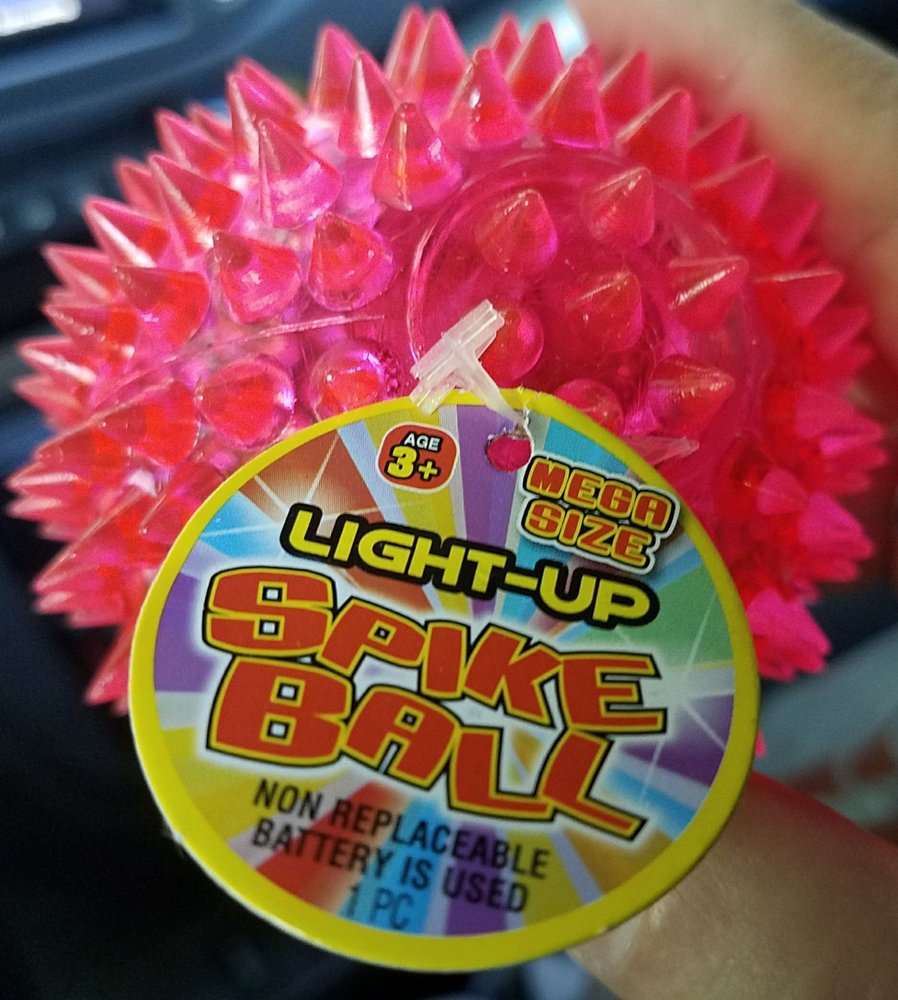 AGE
3+
MEGA
SIZE
LIGHT-UP
SPIKE
BALL
NON REPLACEABLE
BATTERY IS USED
1 PC